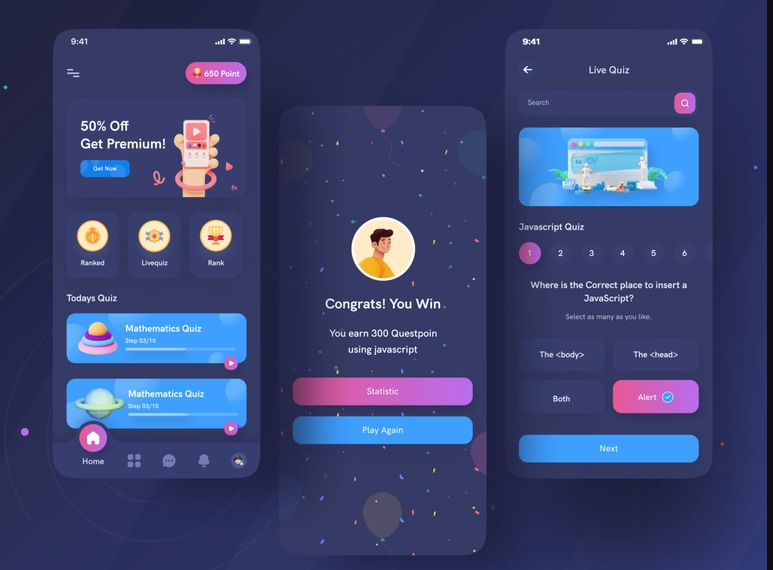 9:41
650 Point
50% Off
Get Premium!
Get Now
Ranked
Livequiz
Rank
Todays Quiz
Mathematics Quiz
Step 03/10
Mathematics Quiz
Step 03/10
Home
Congrats! You Win
You earn 300 Questpoin
using javascript
Statistic
Play Again
9:41
Live Quiz
Search
Javascript Quiz
1 2 3 4 5 6
Where is the Correct place to insert a
JavaScript?
Select as many as you like.
The <body>
The <head>
Both
Alert
Next